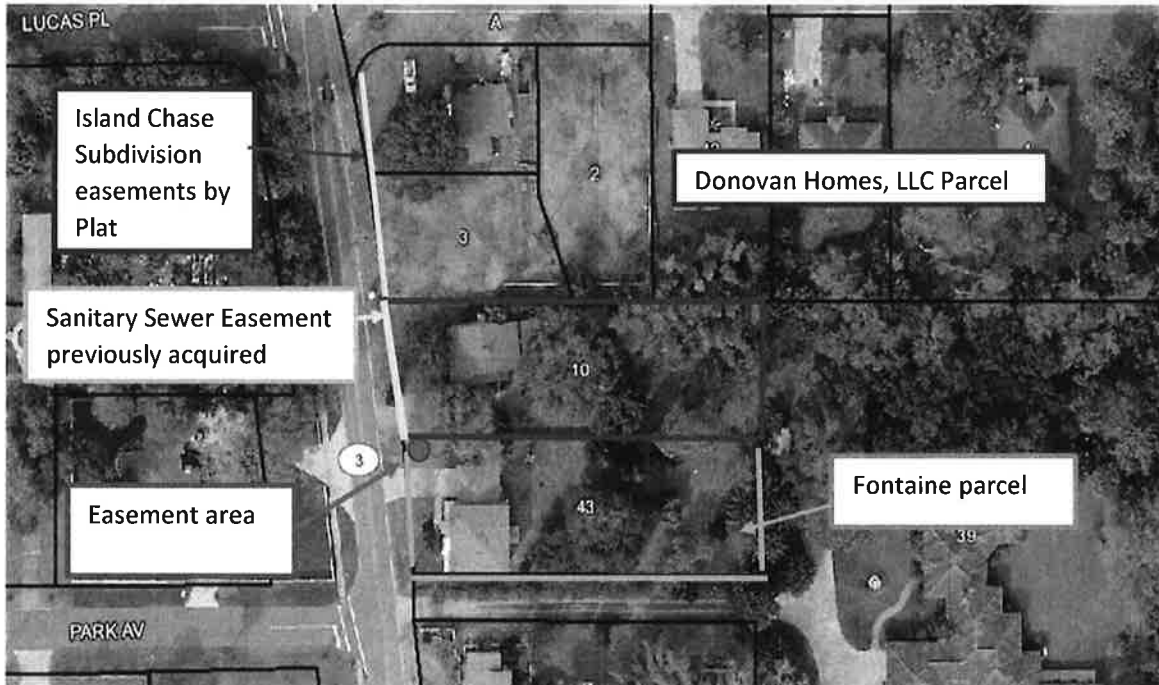 LUCAS PL
A
Island Chase
Subdivision
easements by
Plat
1
2
Donovan Homes, LLC Parcel
3
Sanitary Sewer Easement
previously acquired
10
3
Easement area
43
Fontaine parcel
39
6
PARK AV